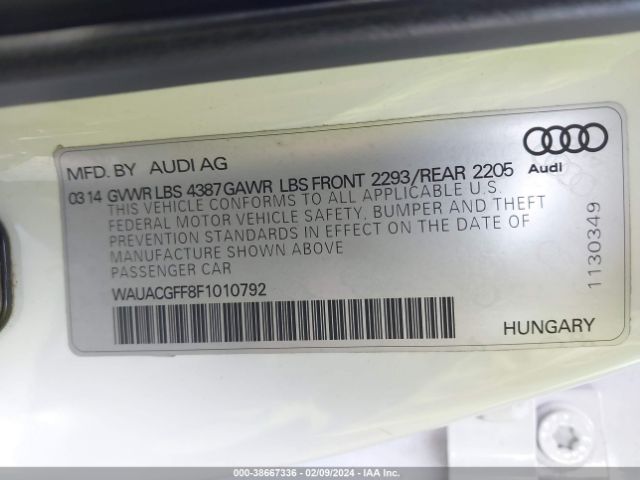 MFD. BY AUDI AG
03 14 GVWR LBS 4387 GAWR LBS FRONT 2293/REAR 2205
THIS VEHICLE CONFORMS TO ALL APPLICABLE U.S.
FEDERAL MOTOR VEHICLE SAFETY, BUMPER AND THEFT
PREVENTION STANDARDS IN EFFECT ON THE DATE OF
MANUFACTURE SHOWN ABOVE
PASSENGER CAR
WAUACGFF8F1010792
Audi
1130349
HUNGARY
000-38667336 - 02/09/2024 - IAA Inc.